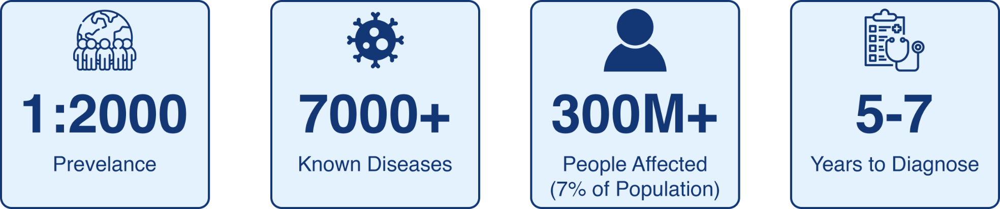 1:2000
Prevelance
7000+
Known Diseases
300M+
People Affected
(7% of Population)
5-7
Years to Diagnose